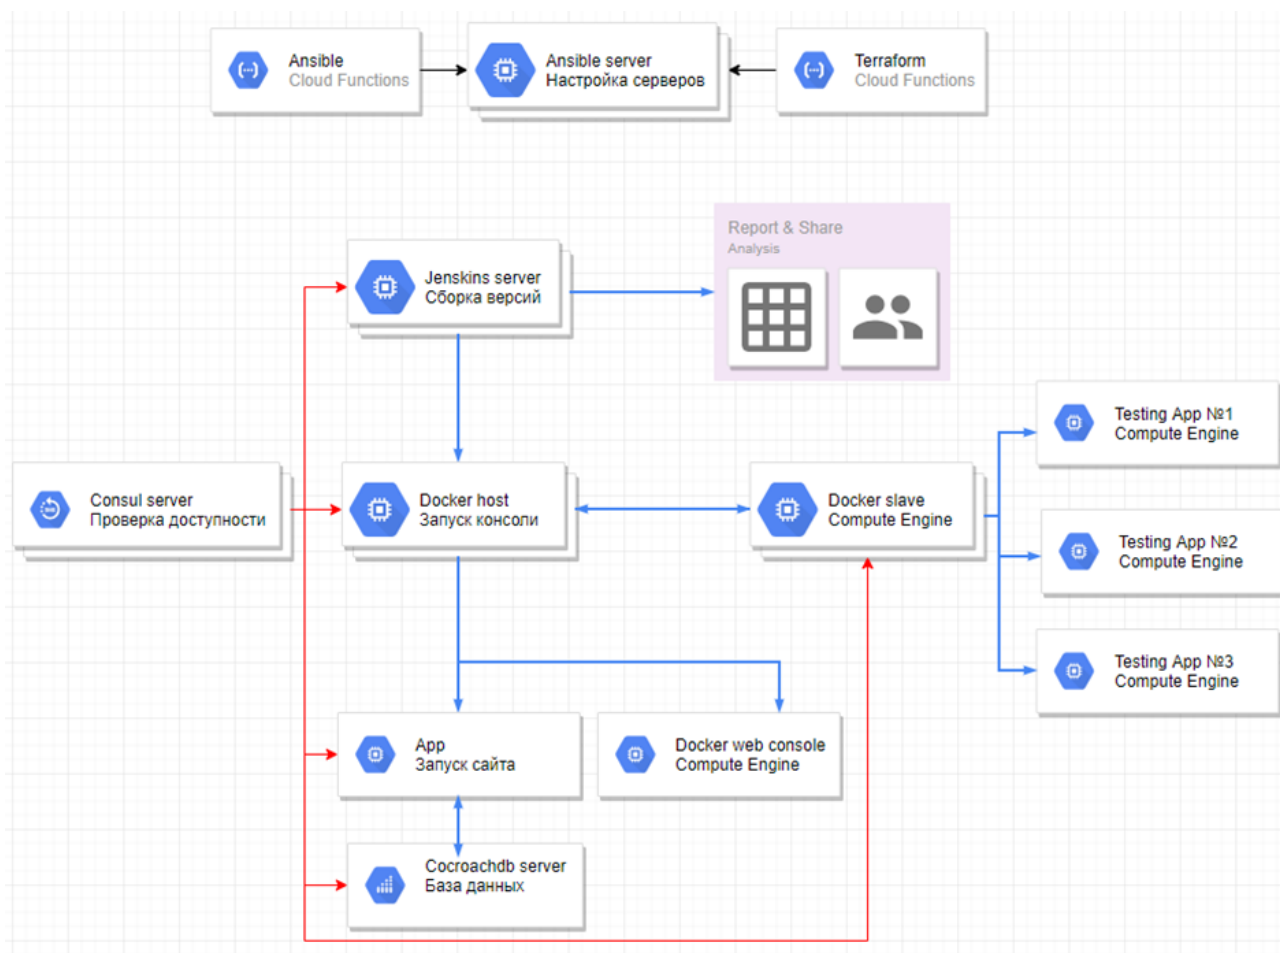 Ansible
Cloud Functions
Ansible server
Настройка серверов
Terraform
Cloud Functions
Report & Share
Analysis
Jenskins server
Сборка версий
Testing App №1
Compute Engine
Consul server
Проверка доступности
Docker host
Запуск консоли
Docker slave
Compute Engine
Testing App №2
Compute Engine
Testing App №3
Compute Engine
App
Запуск сайта
Docker web console
Compute Engine
Cocroachdb server
База данных